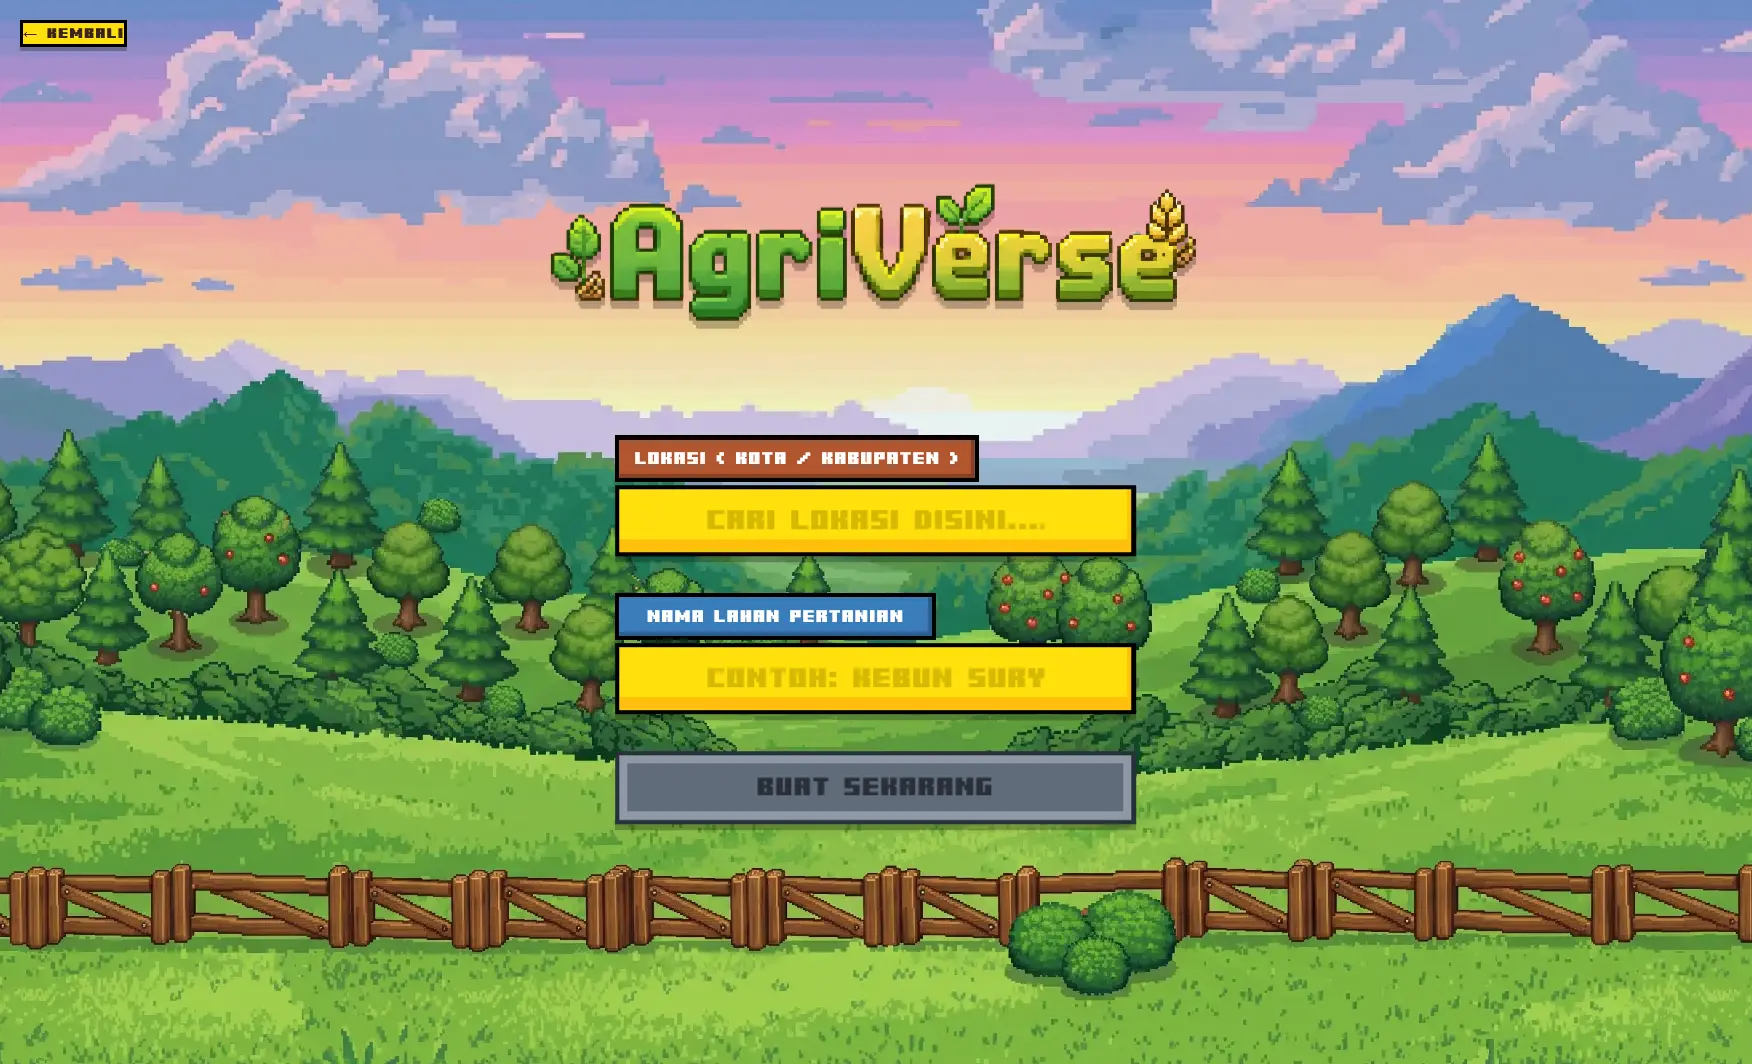 ← KEMBALI
AgriVerse
LOKASI ( KOTA / KABUPATEN )
CARI LOKASI DISINI....
NAMA LAHAN PERTANIAN
CONTOH: KEBUN SURY
BUAT SEKARANG